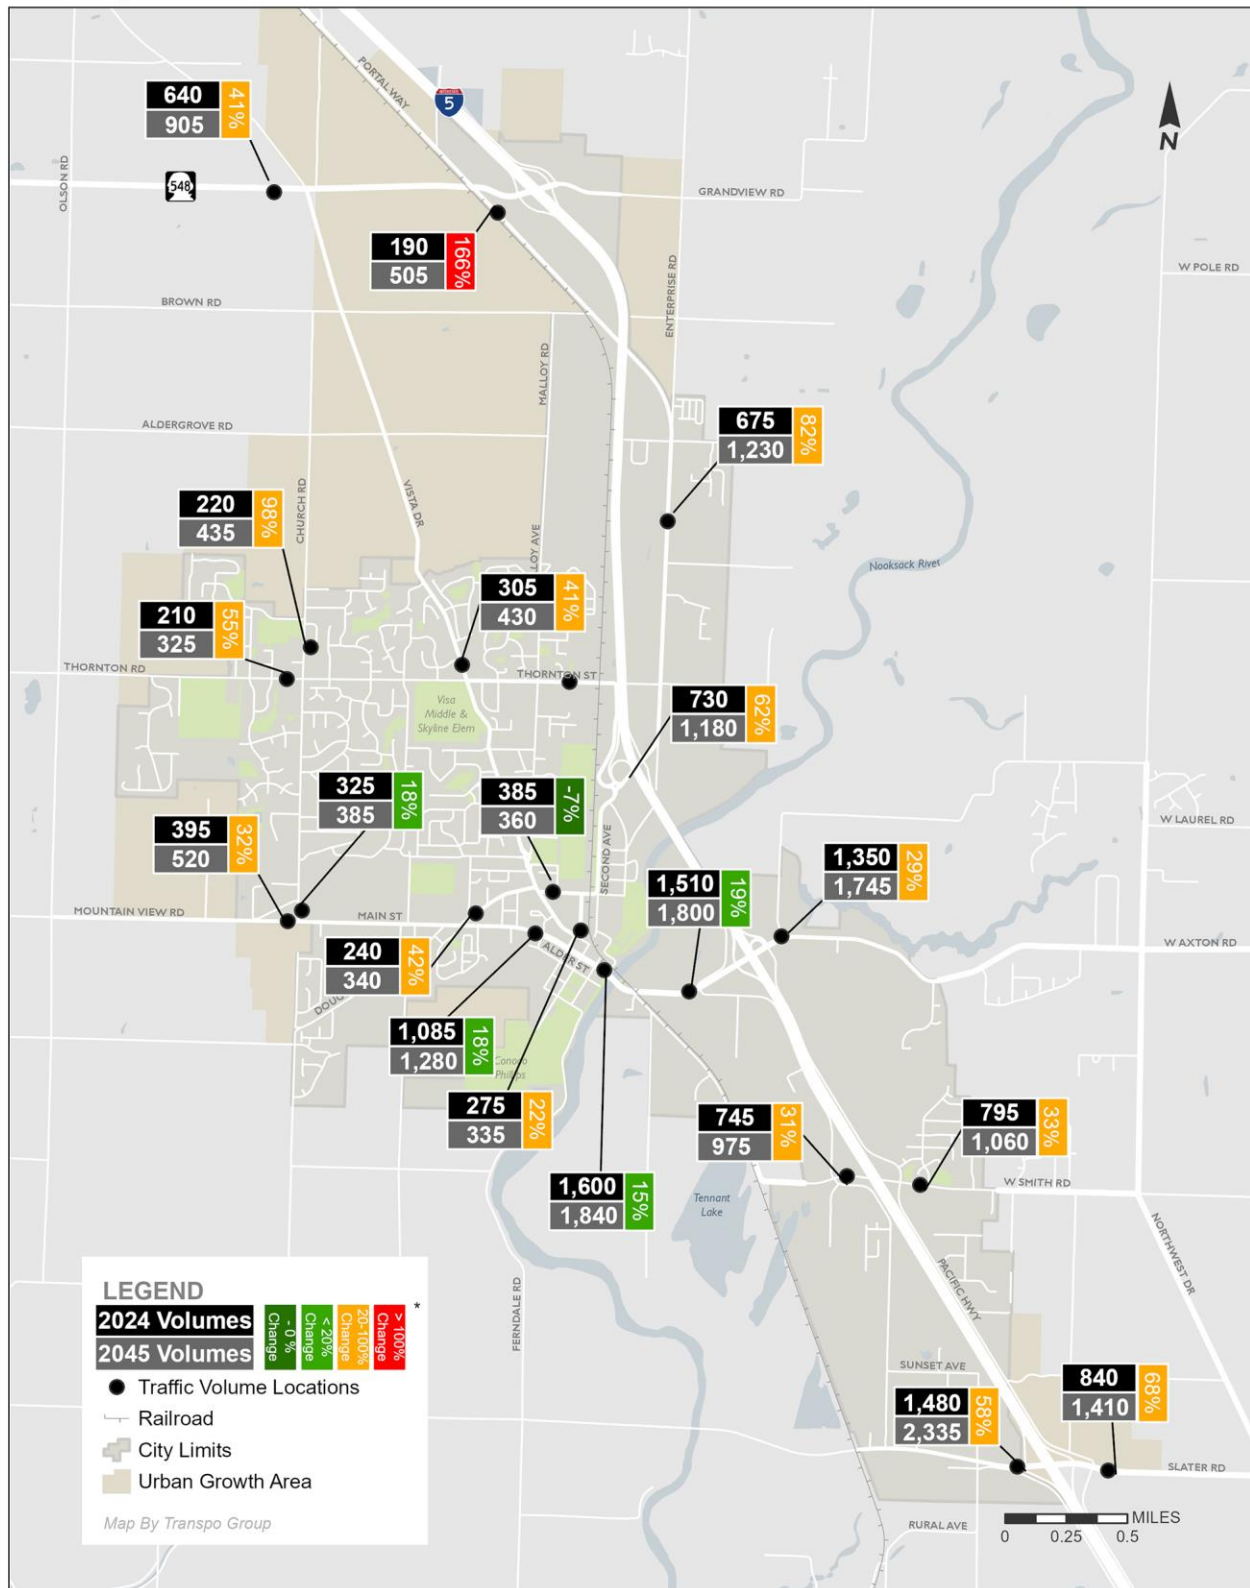 PORTAL WAY
5
640
905
41%
N
OLSON RD
548
GRANDVIEW RD
190
505
166%
W POLE RD
BROWN RD
ENTERPRISE RD
MALLOY RD
ALDERGROVE RD
675
1,230
82%
VISTA DR
CHURCH RD
220
435
98%
LLOY AVE
Nooksack River
305
430
41%
210
325
55%
THORNTON RD
THORNTON ST
Visa
Middle &
Skyline Elem
730
1,180
62%
325
385
18%
385
360
-7%
395
520
32%
W LAUREL RD
SECOND AVE
1,350
1,745
29%
1,510
1,800
19%
MOUNTAIN VIEW RD
MAIN ST
W AXTON RD
240
340
42%
ALDER ST
DOUG
1,085
1,280
18%
Conoco
Phillips
275
335
22%
745
975
31%
795
1,060
33%
1,600
1,840
15%
Tennant
Lake
W SMITH RD
NORTHWEST DR
PACIFIC HWY
FERNDALE RD
SUNSET AVE
840
1,410
68%
1,480
2,335
58%
SLATER RD
RURAL AVE
MILES
0 0.25 0.5
LEGEND
2024 Volumes
2045 Volumes
- 0 %
Change
< 20%
Change
20-100%
Change
> 100%
Change
*
Traffic Volume Locations
Railroad
City Limits
Urban Growth Area
Map By Transpo Group